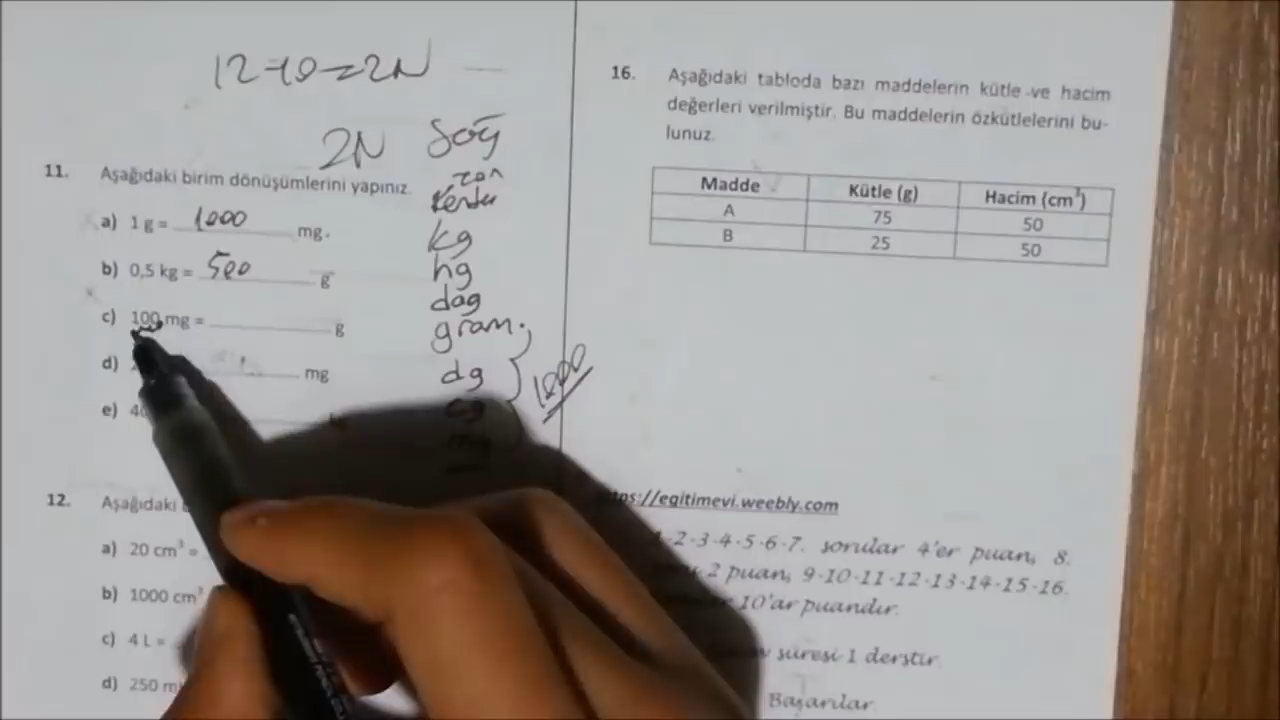 12-10=2N
2N Sağ
11. Aşağıdaki birim dönüşümlerini yapınız.
a) 1 g = 1000 mg.
b) 0,5 kg = 500 g
c) 100 mg = g
d) mg
e) 40
ton
kg
hg
dag
gram.
dg
1000
12. Aşağıdaki
a) 20 cm³ =
b) 1000 cm³
c) 4 L =
d) 250 m
16. Aşağıdaki tabloda bazı maddelerin kütle ve hacim
değerleri verilmiştir. Bu maddelerin özkütlelerini bu-
lunuz.
Madde Kütle (g) Hacim (cm³)
A 75 50
B 25 50
ps://egitimevi.weebly.com
-2-3-4-5-6-7. sorular 4'er puan, 8.
2 puan, 9-10-11-12-13-14-15-16.
10'ar puandır.
süresi 1 derstir.
Başarılar.